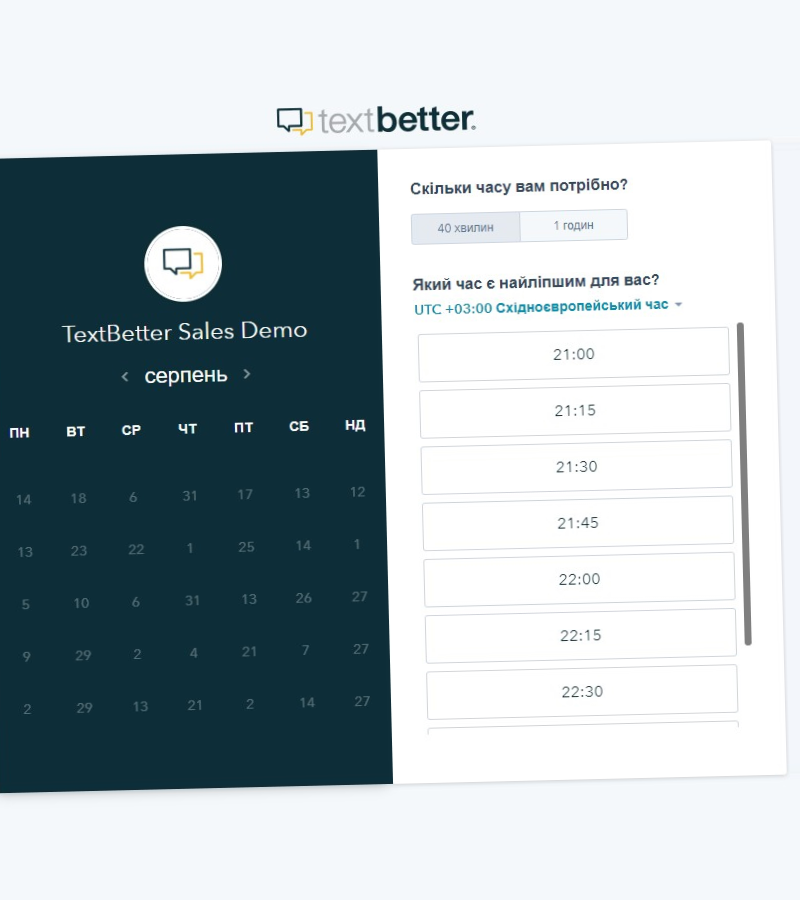 textbetter.
TextBetter Sales Demo
серпень
ПН ВТ СР ЧТ ПТ СБ НД
14 18 6 31 17 13 12
13 23 22 1 25 14 1
5 10 6 31 13 26 27
9 29 2 4 21 7 27
2 29 13 21 2 14 27
Скільки часу вам потрібно?
40 хвилин 1 годин
Який час є найліпшим для вас?
UTC +03:00 Східноєвропейський час
21:00
21:15
21:30
21:45
22:00
22:15
22:30